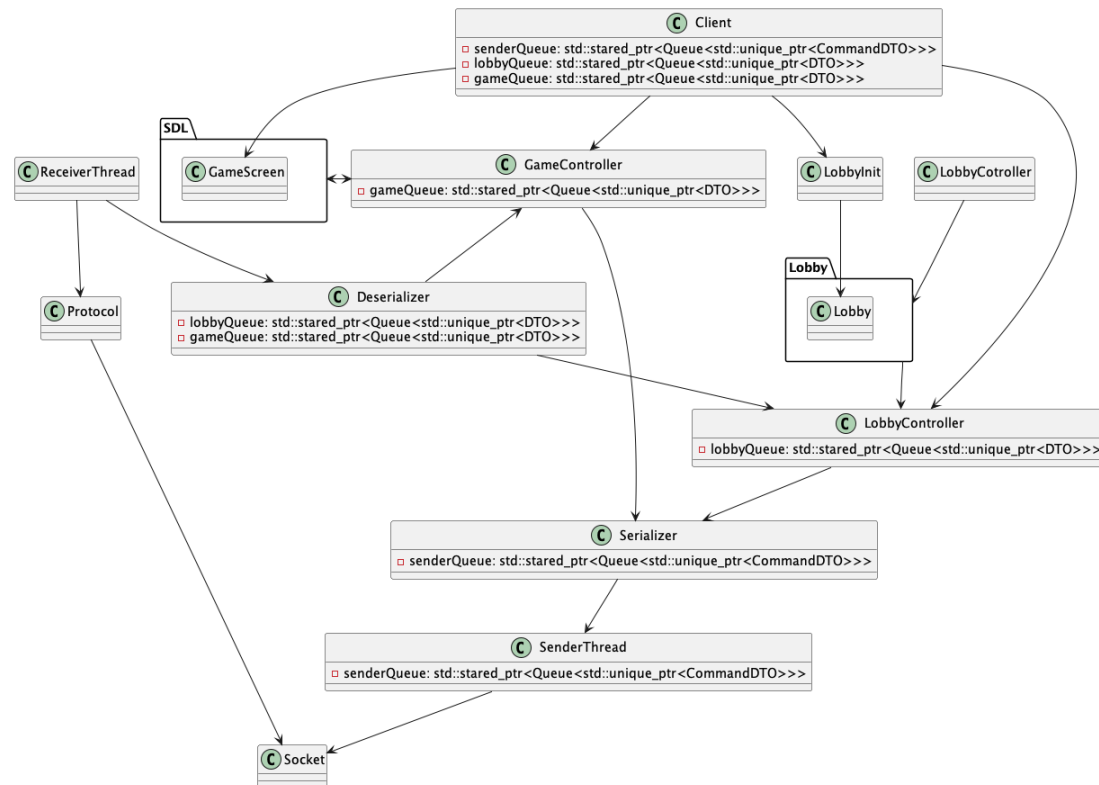 C Client
senderQueue: std::stared_ptr<Queue<std::unique_ptr<CommandDTO>>>
lobbyQueue: std::stared_ptr<Queue<std::unique_ptr<DTO>>>
gameQueue: std::stared_ptr<Queue<std::unique_ptr<DTO>>>
SDL
C ReceiverThread
C GameScreen
C GameController
gameQueue: std::stared_ptr<Queue<std::unique_ptr<DTO>>>
C LobbyInit
C LobbyCotroller
Lobby
C Protocol
C Deserializer
lobbyQueue: std::stared_ptr<Queue<std::unique_ptr<DTO>>>
gameQueue: std::stared_ptr<Queue<std::unique_ptr<DTO>>>
C Lobby
C LobbyController
lobbyQueue: std::stared_ptr<Queue<std::unique_ptr<DTO>>>
C Serializer
senderQueue: std::stared_ptr<Queue<std::unique_ptr<CommandDTO>>>
C SenderThread
senderQueue: std::stared_ptr<Queue<std::unique_ptr<CommandDTO>>>
C Socket